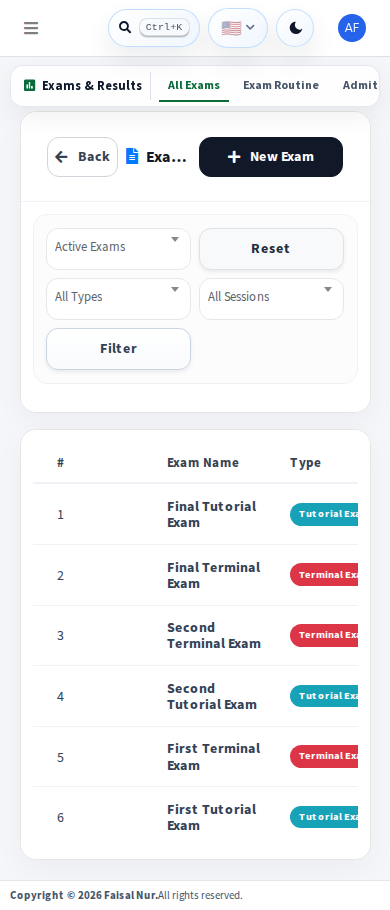 Ctrl+K
AF
Exams & Results
All Exams
Exam Routine
Admit
Back
Exa...
New Exam
Active Exams
Reset
All Types
All Sessions
Filter
# Exam Name Type
1 Final Tutorial Exam Tutorial Exa
2 Final Terminal Exam Terminal Exa
3 Second Terminal Exam Terminal Exa
4 Second Tutorial Exam Tutorial Exa
5 First Terminal Exam Terminal Exa
6 First Tutorial Exam Tutorial Exa
Copyright © 2026 Faisal Nur.All rights reserved.